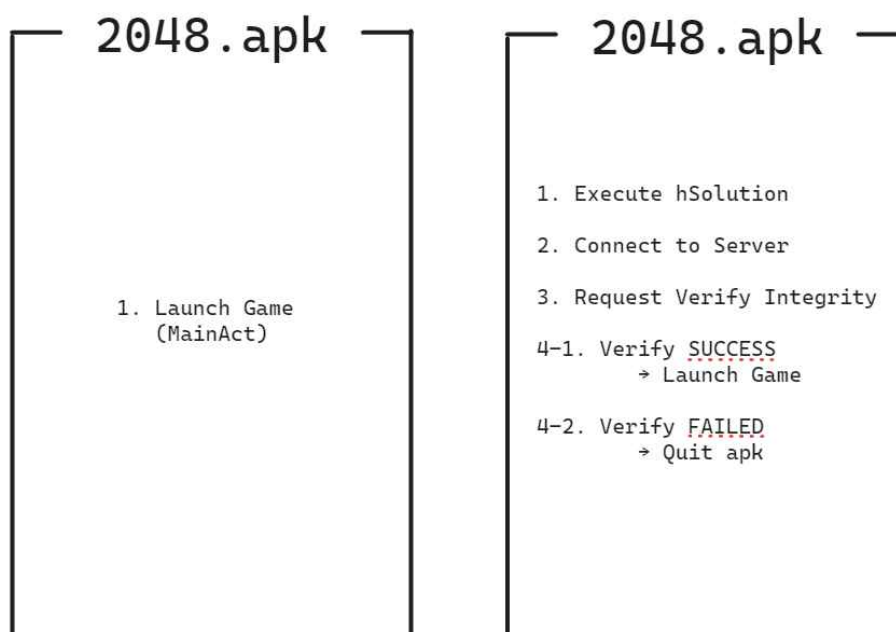 2048.apk
1. Launch Game
(MainAct)
2048.apk
1. Execute hSolution
2. Connect to Server
3. Request Verify Integrity
4-1. Verify SUCCESS
→ Launch Game
4-2. Verify FAILED
→ Quit apk